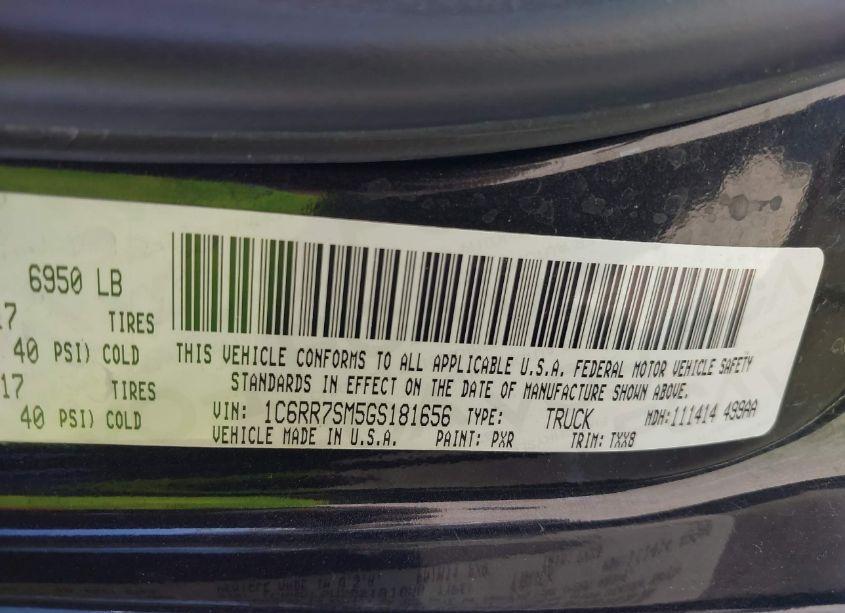 6950 LB
17 TIRES
40 PSI) COLD
17 TIRES
40 PSI) COLD
THIS VEHICLE CONFORMS TO ALL APPLICABLE U.S.A. FEDERAL MOTOR VEHICLE SAFETY
STANDARDS IN EFFECT ON THE DATE OF MANUFACTURE SHOWN ABOVE.
VIN: 1C6RR7SM5GS181656 TYPE: TRUCK MDH:111414 499AA
VEHICLE MADE IN U.S.A. PAINT: PXR TRIM: TXX8